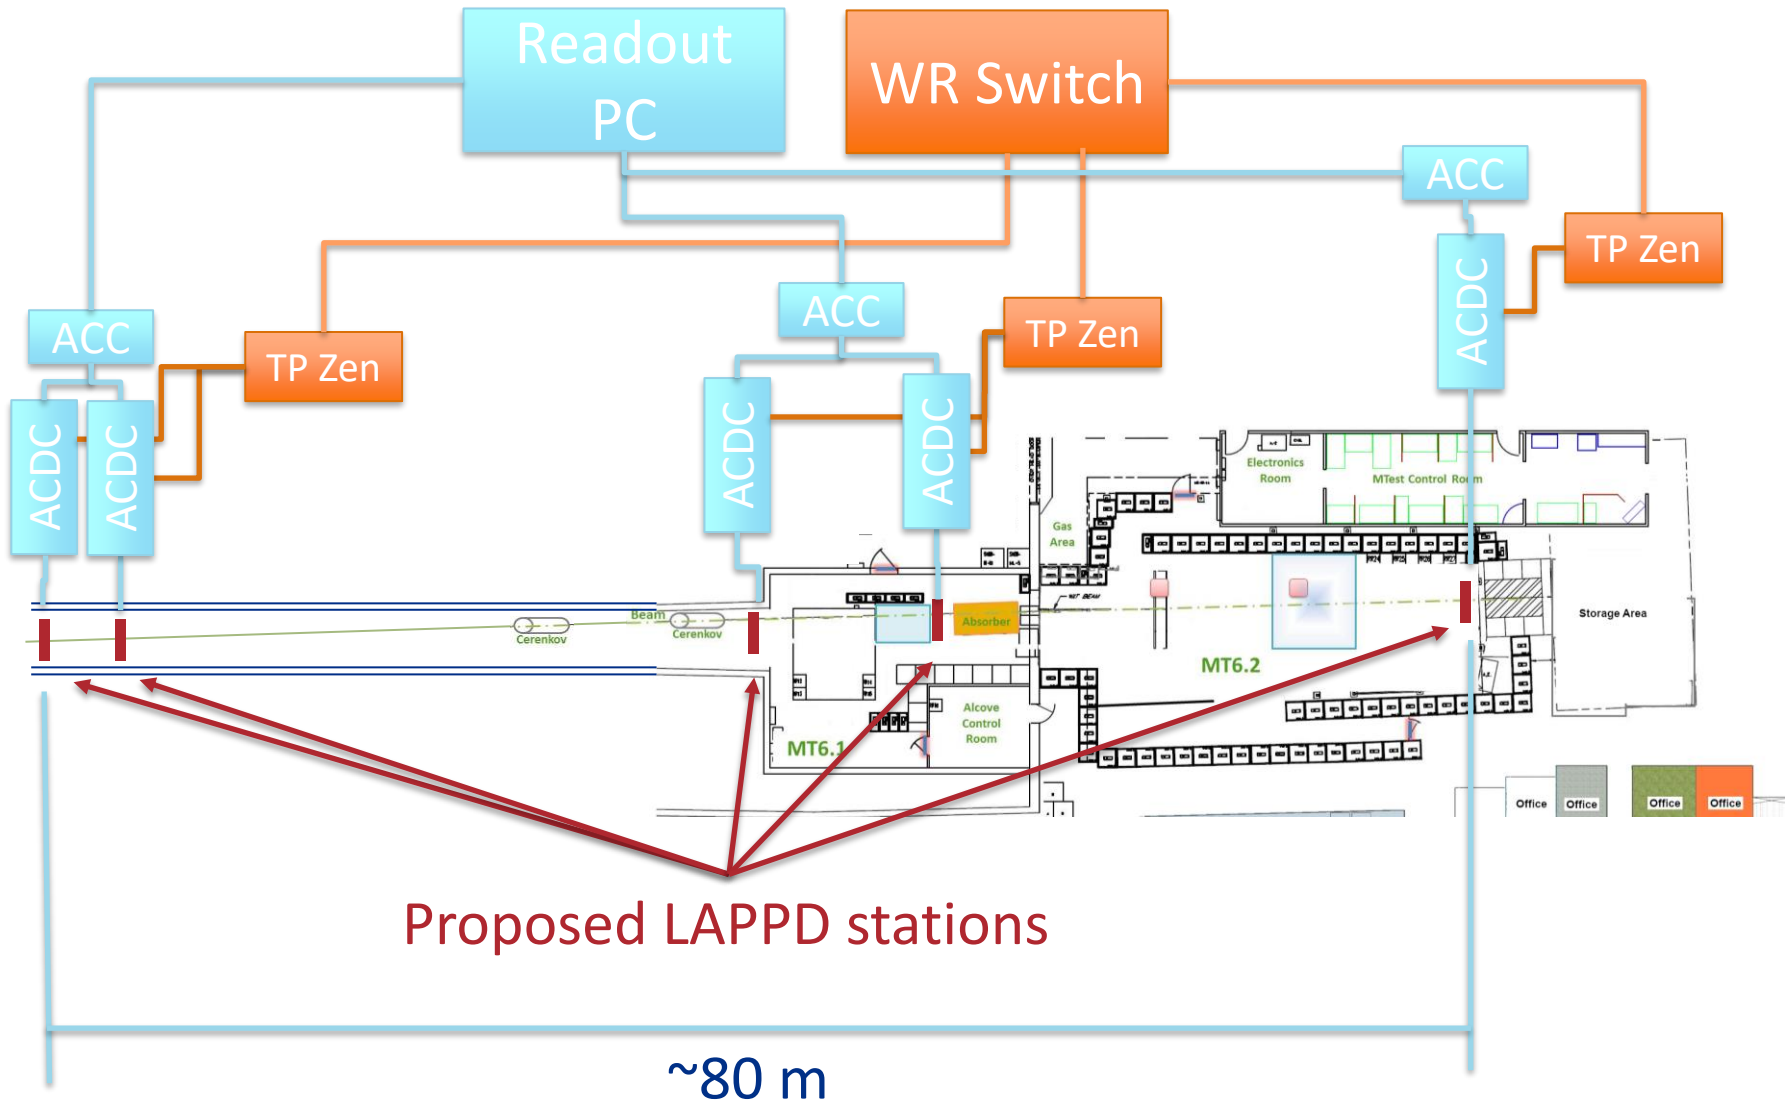 Readout
PC
WR Switch
ACC
TP Zen
ACDC
ACC
TP Zen
ACC
TP Zen
ACDC
ACDC
ACDC
ACDC
Electronics
Room
MTest Control Room
Gas
Area
Beam
Cerenkov
Cerenkov
Absorber
Storage Area
MT6.2
Alcove
Control
Room
MT6.1
Office
Office
Office
Office
Proposed LAPPD stations
~80 m